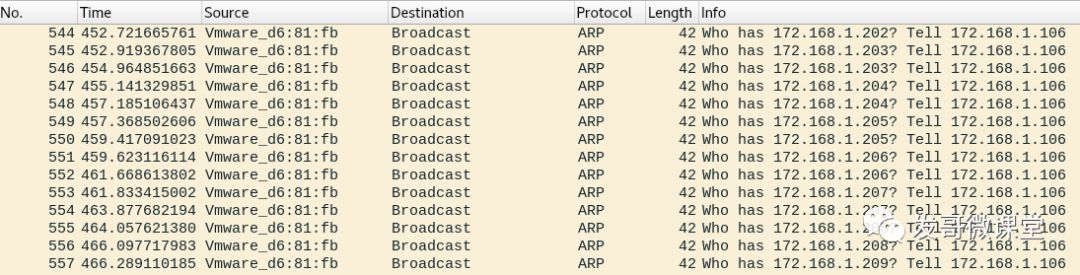 No. Time Source Destination Protocol Length Info
544 452.721665761 Vmware_d6:81:fb Broadcast ARP 42 Who has 172.168.1.202? Tell 172.168.1.106
545 452.919367805 Vmware_d6:81:fb Broadcast ARP 42 Who has 172.168.1.203? Tell 172.168.1.106
546 454.964851663 Vmware_d6:81:fb Broadcast ARP 42 Who has 172.168.1.203? Tell 172.168.1.106
547 455.141329851 Vmware_d6:81:fb Broadcast ARP 42 Who has 172.168.1.204? Tell 172.168.1.106
548 457.185106437 Vmware_d6:81:fb Broadcast ARP 42 Who has 172.168.1.204? Tell 172.168.1.106
549 457.368502606 Vmware_d6:81:fb Broadcast ARP 42 Who has 172.168.1.205? Tell 172.168.1.106
550 459.417091023 Vmware_d6:81:fb Broadcast ARP 42 Who has 172.168.1.205? Tell 172.168.1.106
551 459.623116114 Vmware_d6:81:fb Broadcast ARP 42 Who has 172.168.1.206? Tell 172.168.1.106
552 461.668613802 Vmware_d6:81:fb Broadcast ARP 42 Who has 172.168.1.206? Tell 172.168.1.106
553 461.833415002 Vmware_d6:81:fb Broadcast ARP 42 Who has 172.168.1.207? Tell 172.168.1.106
554 463.877682194 Vmware_d6:81:fb Broadcast ARP 42 Who has 172.168.1.207? Tell 172.168.1.106
555 464.057621380 Vmware_d6:81:fb Broadcast ARP 42 Who has 172.168.1.208? Tell 172.168.1.106
556 466.097717983 Vmware_d6:81:fb Broadcast ARP 42 Who has 172.168.1.208? Tell 172.168.1.106
557 466.289110185 Vmware_d6:81:fb Broadcast ARP 42 Who has 172.168.1.209? Tell 172.168.1.106
发哥微课堂